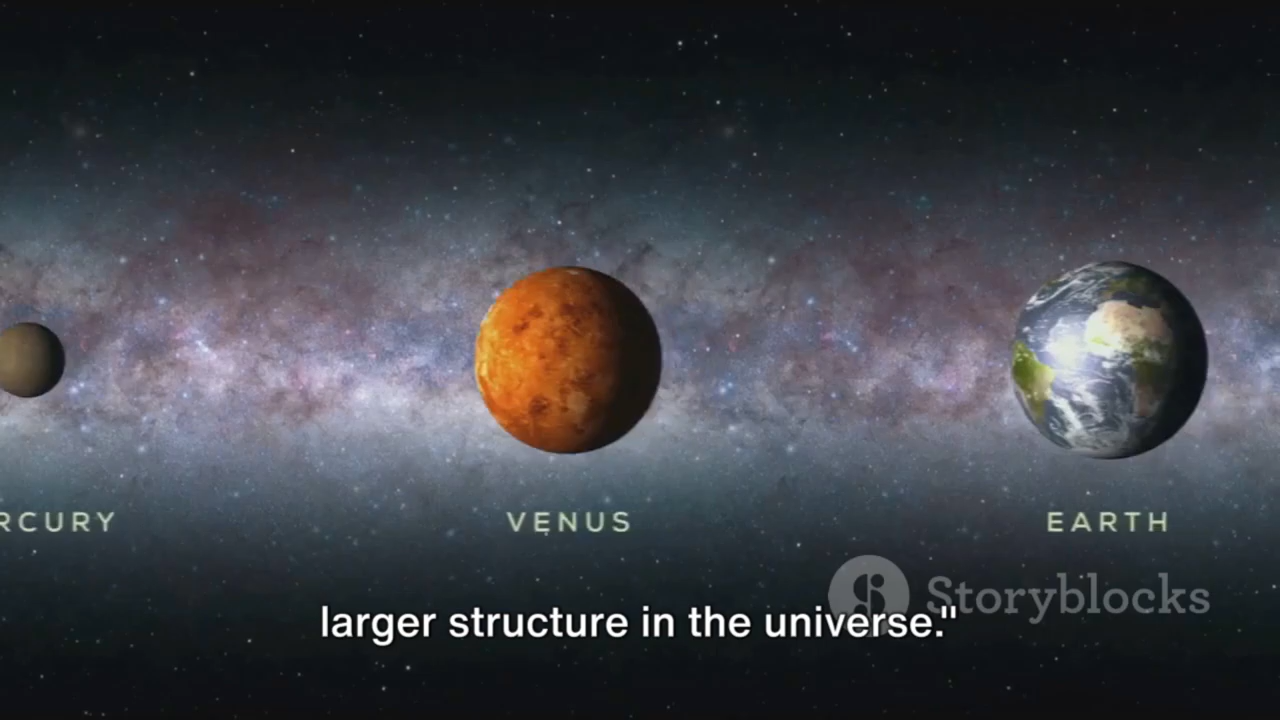 RCURY
VENUS
EARTH
Storyblocks
larger structure in the universe."